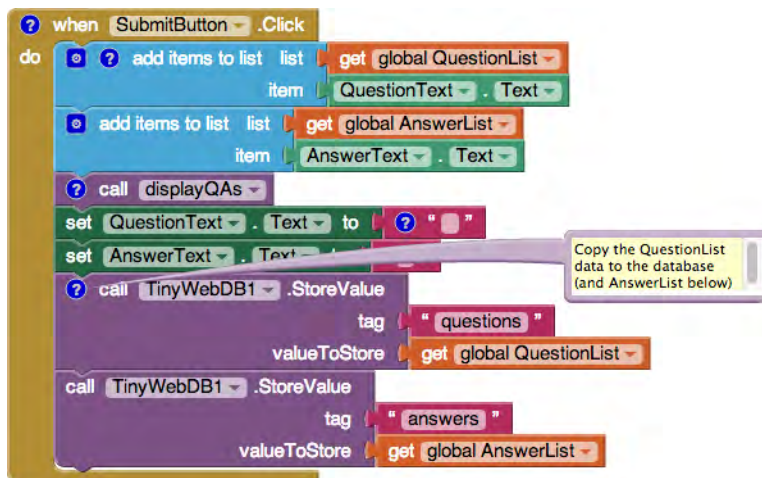 ? when SubmitButton .Click
do ? add items to list list get global QuestionList
item QuestionText . Text
add items to list list get global AnswerList
item AnswerText . Text
? call displayQAs
set QuestionText . Text to ? “ ”
set AnswerText . Text
? call TinyWebDB1 .StoreValue
tag “ questions ”
valueToStore get global QuestionList
call TinyWebDB1 .StoreValue
tag “ answers ”
valueToStore get global AnswerList
Copy the QuestionList
data to the database
(and AnswerList below)